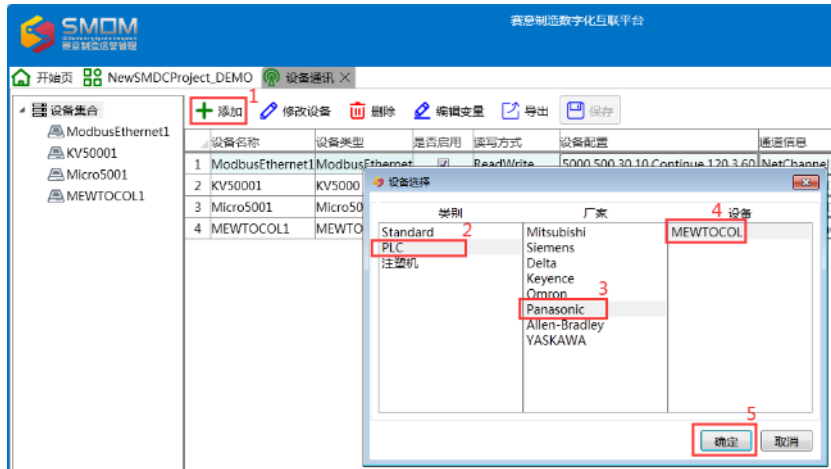 赛意制造数字化互联平台
SMOM
赛意制造运营管理
开始页 NewSMDCProject_DEMO 设备通讯
1
添加 修改设备 删除 编辑变量 导出 保存
设备集合
ModbusEthernet1
KV50001
Micro5001
MEWTOCOL1
设备名称 设备类型 是否启用 读写方式 设备配置 通道信息
1 ModbusEthernet1 ModbusEthernet ReadWrite 5000,500,30,10,Continue,120,3,60 NetChannel
2 KV50001 KV5000
3 Micro5001 Micro50
4 MEWTOCOL1 MEWTO
设备选择
类别 厂家 4 设备
Standard 2 Mitsubishi MEWTOCOL
PLC Siemens
注塑机 Delta
Keyence
Omron 3
Panasonic
Allen-Bradley
YASKAWA
5
确定 取消